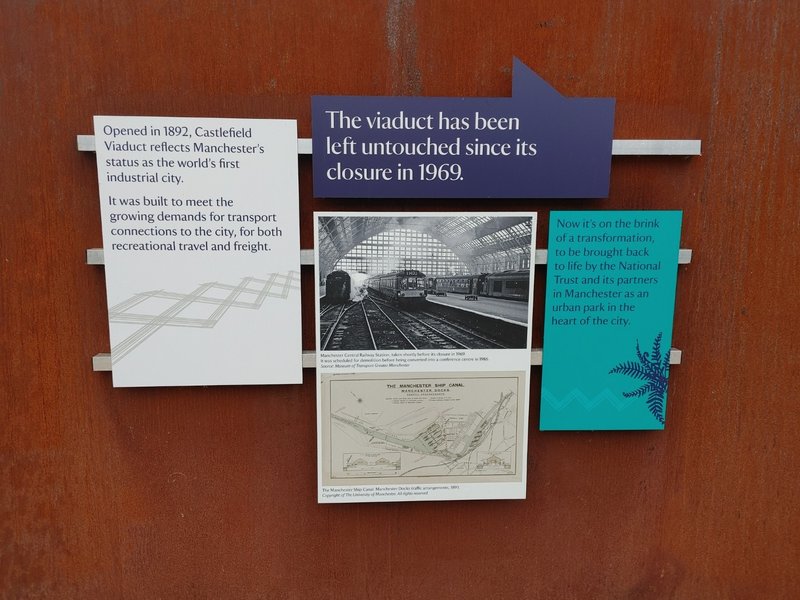 Opened in 1892, Castlefield
Viaduct reflects Manchester's
status as the world's first
industrial city.
It was built to meet the
growing demands for transport
connections to the city, for both
recreational travel and freight.
The viaduct has been
left untouched since its
closure in 1969.
Manchester Central Railway Station, taken shortly before its closure in 1969.
It was scheduled for demolition before being converted into a conference centre in 1986.
Source: Museum of Transport Greater Manchester
THE MANCHESTER SHIP CANAL.
MANCHESTER DOCKS.
TRAFFIC ARRANGEMENTS.
The Manchester Ship Canal: Manchester Docks traffic arrangements, 1893.
Copyright of The University of Manchester. All rights reserved
Now it's on the brink
of a transformation,
to be brought back
to life by the National
Trust and its partners
in Manchester as an
urban park in the
heart of the city.